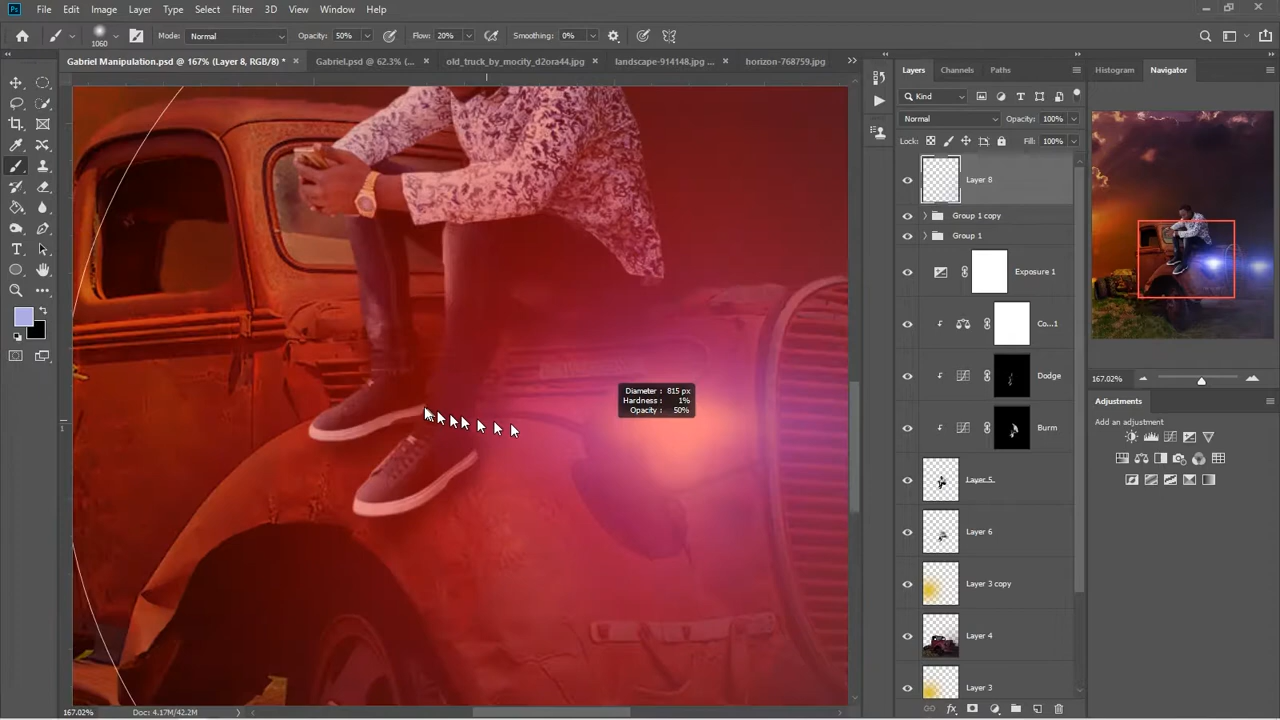 Ps File Edit Image Layer Type Select Filter 3D View Window Help
1060 Mode: Normal Opacity: 50% Flow: 20% Smoothing: 0%
Gabriel Manipulation.psd @ 167% (Layer 8, RGB/8) * × Gabriel.psd @ 62.3% (... × old_truck_by_mocity_d2ora44.jpg × landscape-914148.jpg ... × horizon-768759.jpg
Diameter : 815 px
Hardness : 1%
Opacity : 50%
167.02% Doc: 4.17M/42.2M
Layers Channels Paths
Kind
Normal Opacity: 100%
Lock: Fill: 100%
Layer 8
Group 1 copy
Group 1
Exposure 1
Co...1
Dodge
Burm
Layer 5
Layer 6
Layer 3 copy
Layer 4
Layer 3
Histogram Navigator
167.02%
Adjustments
Add an adjustment